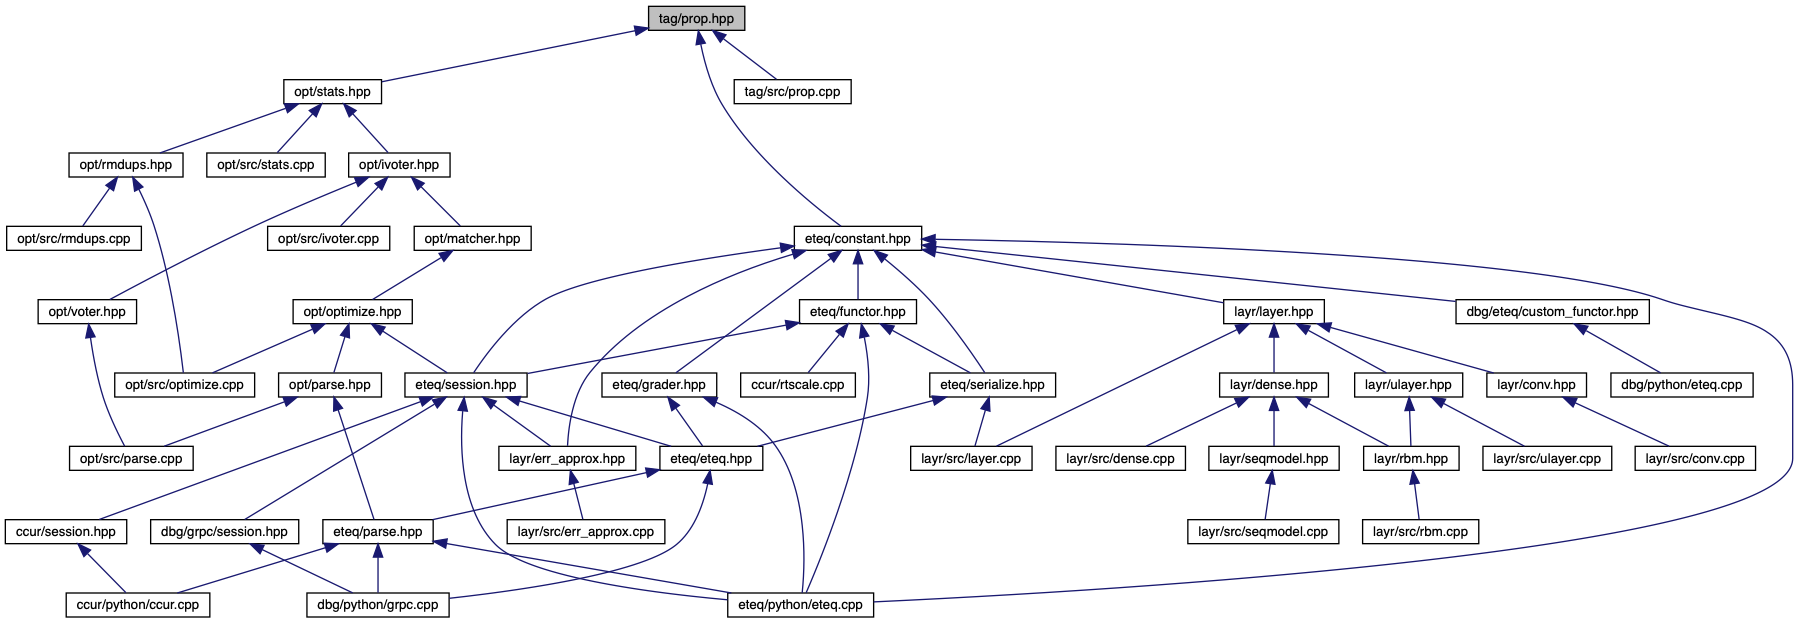 tag/prop.hpp
opt/stats.hpp
tag/src/prop.cpp
opt/rmdups.hpp
opt/src/stats.cpp
opt/ivoter.hpp
opt/src/rmdups.cpp
opt/src/ivoter.cpp
opt/matcher.hpp
eteq/constant.hpp
opt/voter.hpp
opt/optimize.hpp
eteq/functor.hpp
layr/layer.hpp
dbg/eteq/custom_functor.hpp
opt/src/optimize.cpp
opt/parse.hpp
eteq/session.hpp
eteq/grader.hpp
ccur/rtscale.cpp
eteq/serialize.hpp
layr/dense.hpp
layr/ulayer.hpp
layr/conv.hpp
dbg/python/eteq.cpp
opt/src/parse.cpp
layr/err_approx.hpp
eteq/eteq.hpp
layr/src/layer.cpp
layr/src/dense.cpp
layr/seqmodel.hpp
layr/rbm.hpp
layr/src/ulayer.cpp
layr/src/conv.cpp
ccur/session.hpp
dbg/grpc/session.hpp
eteq/parse.hpp
layr/src/err_approx.cpp
layr/src/seqmodel.cpp
layr/src/rbm.cpp
ccur/python/ccur.cpp
dbg/python/grpc.cpp
eteq/python/eteq.cpp